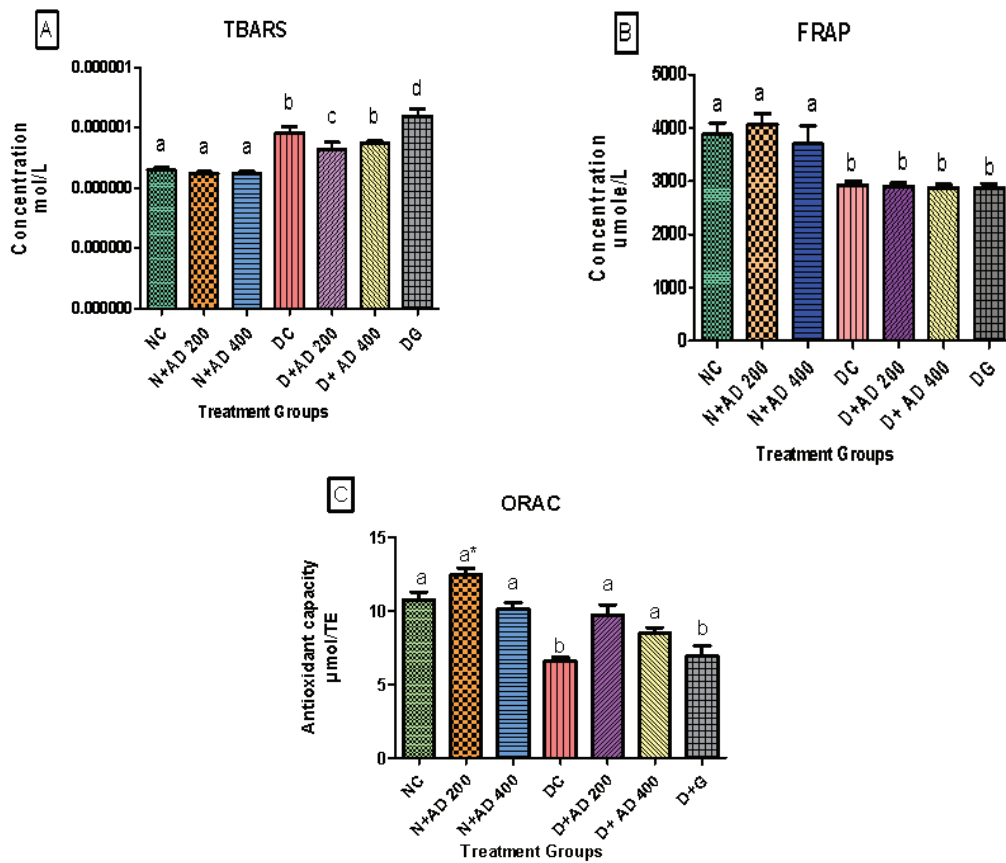 A
TBARS
Concentration
mol/L
0.000001
0.000001
0.000000
0.000000
0.000000
a
a
a
b
c
b
d
NC
N+AD 200
N+AD 400
DC
D+AD 200
D+ AD 400
DG
Treatment Groups
B
FRAP
Concentration
umole/L
5000
4000
3000
2000
1000
0
a
a
a
b
b
b
b
NC
N+AD 200
N+AD 400
DC
D+AD 200
D+ AD 400
DG
Treatment Groups
C
ORAC
Antioxidant capacity
µmol/TE
15
10
5
0
a
a*
a
b
a
a
b
NC
N+AD 200
N+AD 400
DC
D+AD 200
D+ AD 400
D+G
Treatment Groups